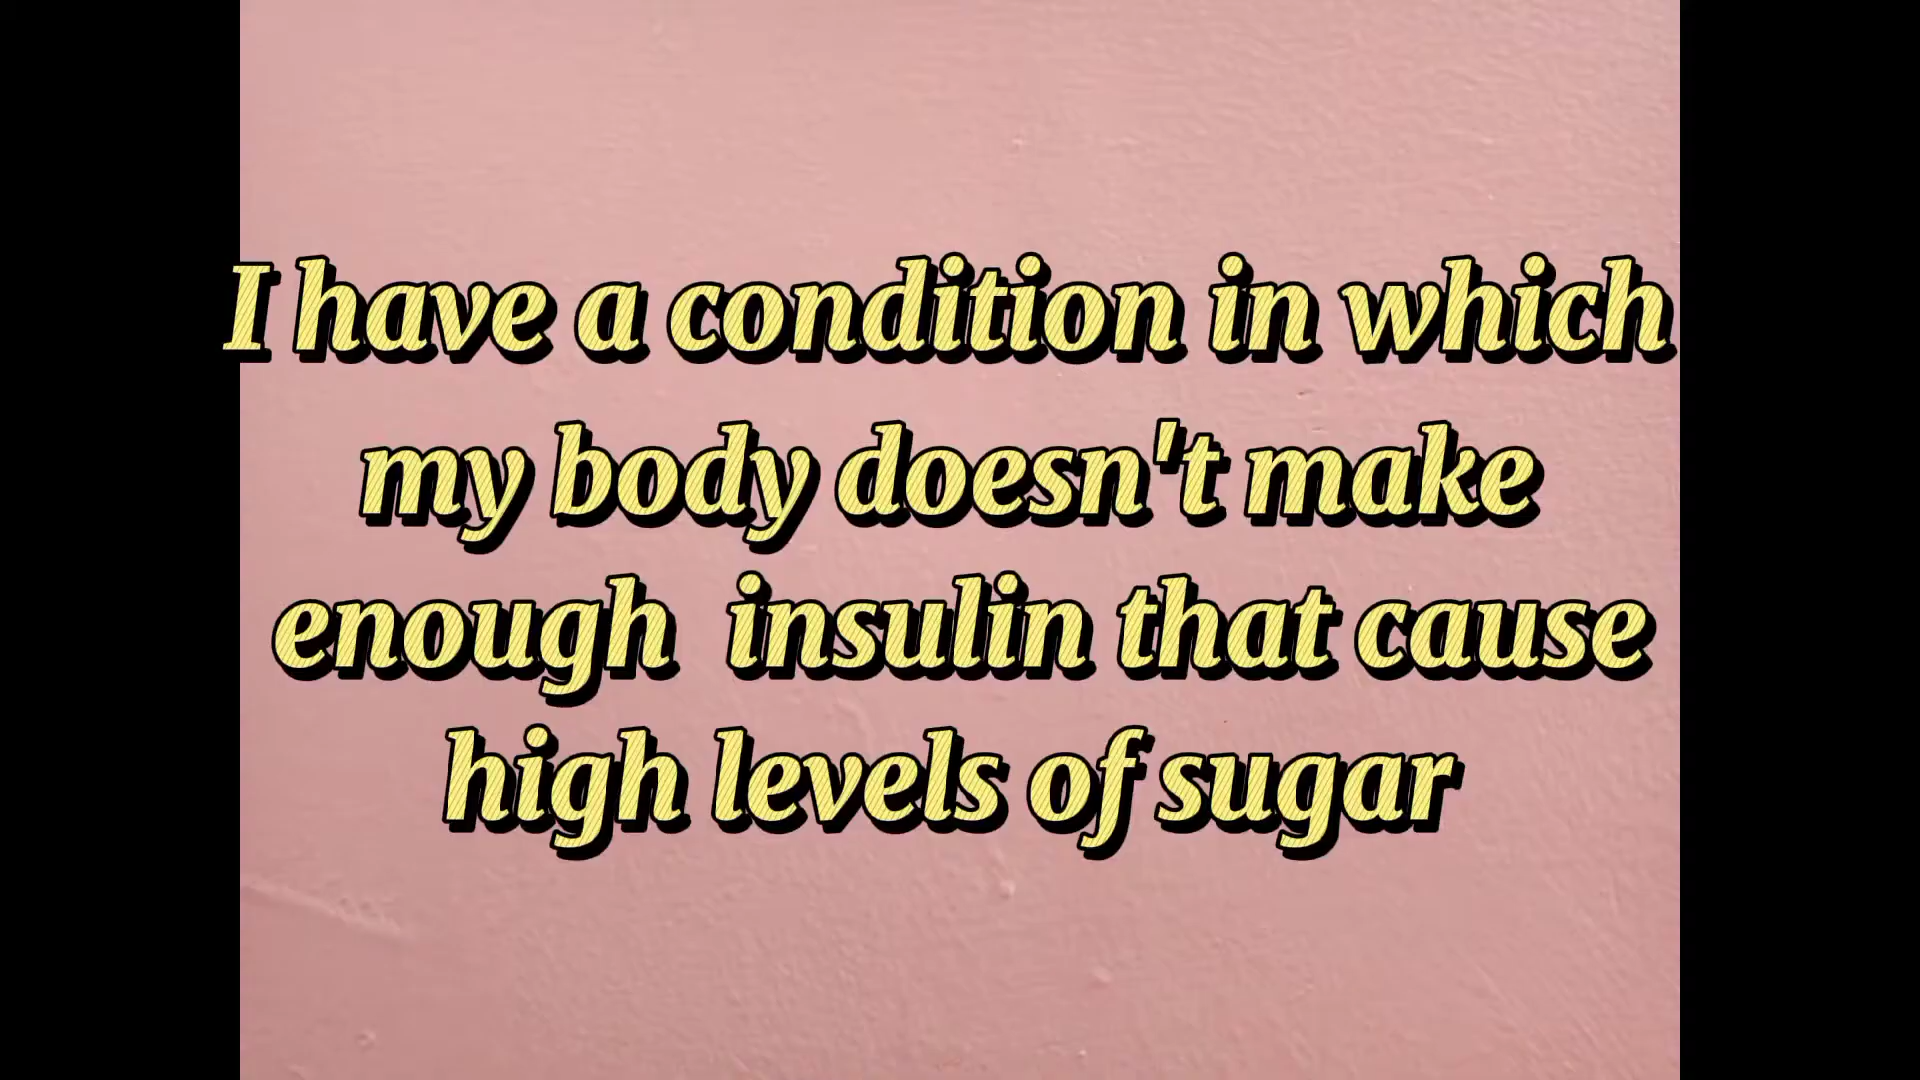 I have a condition in which
my body doesn't make
enough  insulin that cause
high levels of sugar